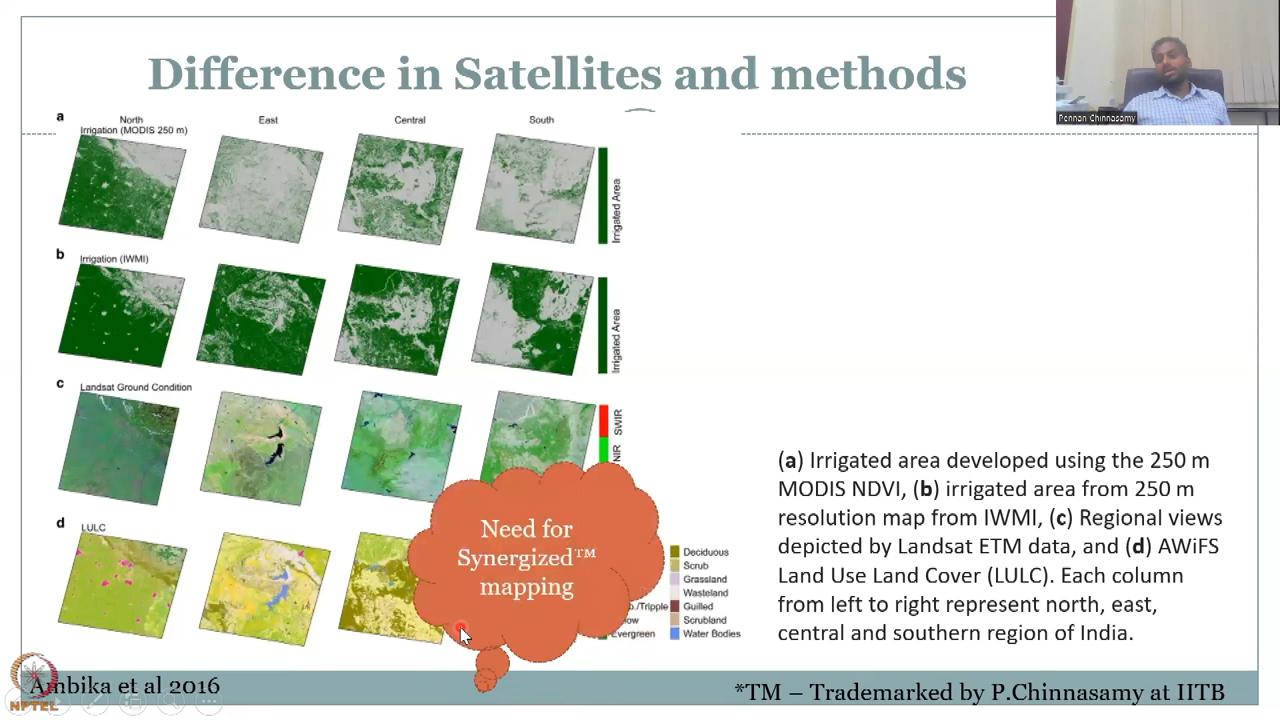 Difference in Satellites and methods
Pennan Chinnasamy
a
North
East
Central
South
Irrigation (MODIS 250 m)
Irrigated Area
b
Irrigation (IWMI)
Irrigated Area
c
Landsat Ground Condition
SWIR
NIR
d
LULC
Need for
Synergized™
mapping
Deciduous
Scrub
Grassland
Wasteland
b./Tripple
Guilled
low
Scrubland
Evergreen
Water Bodies
(a) Irrigated area developed using the 250 m
MODIS NDVI, (b) irrigated area from 250 m
resolution map from IWMI, (c) Regional views
depicted by Landsat ETM data, and (d) AWiFS
Land Use Land Cover (LULC). Each column
from left to right represent north, east,
central and southern region of India.
Ambika et al 2016
NPTEL
*TM – Trademarked by P.Chinnasamy at IITB